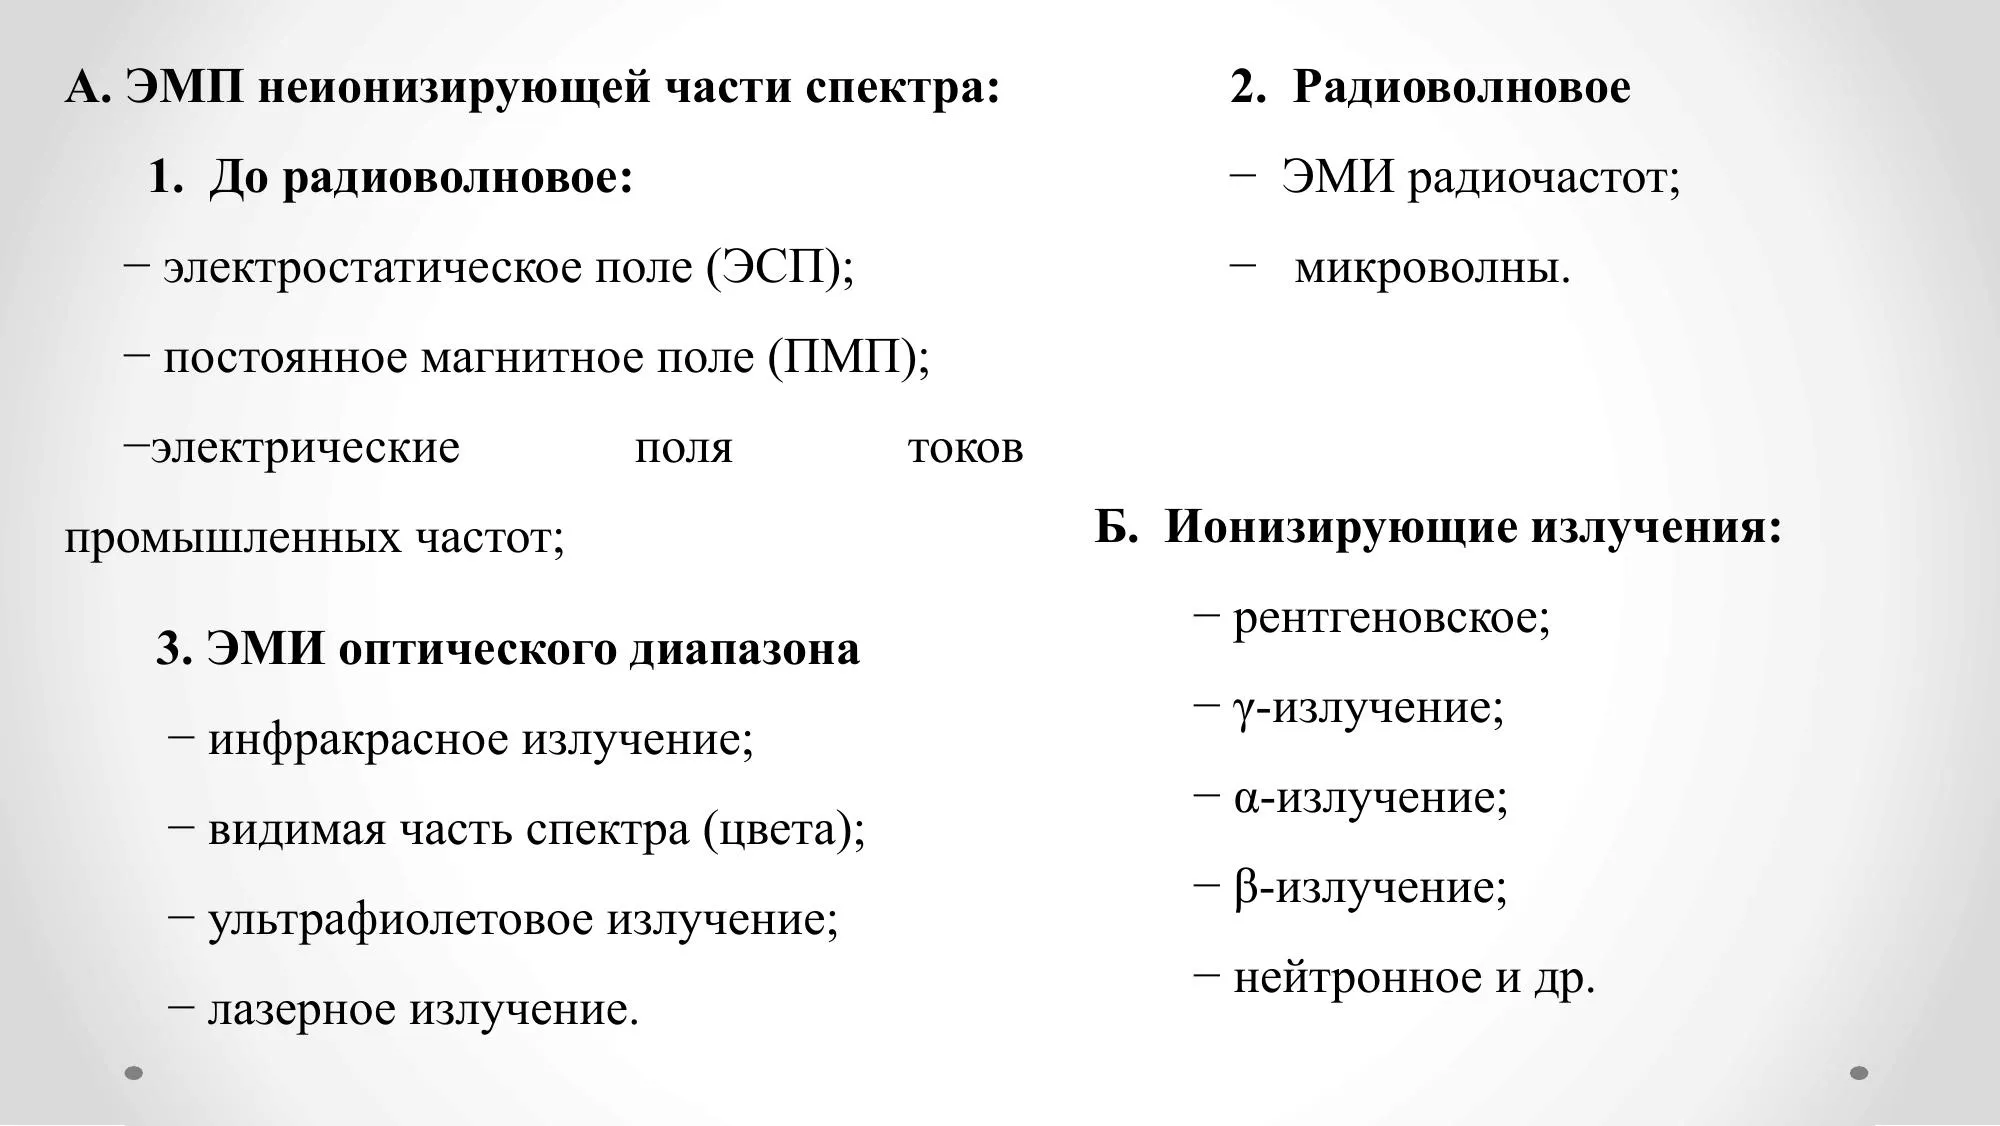 А. ЭМП неионизирующей части спектра:
1. До радиоволновое:
− электростатическое поле (ЭСП);
− постоянное магнитное поле (ПМП);
−электрические поля токов
промышленных частот;
2. Радиоволновое
− ЭМИ радиочастот;
− микроволны.
3. ЭМИ оптического диапазона
− инфракрасное излучение;
− видимая часть спектра (цвета);
− ультрафиолетовое излучение;
− лазерное излучение.
Б. Ионизирующие излучения:
− рентгеновское;
− γ-излучение;
− α-излучение;
− β-излучение;
− нейтронное и др.